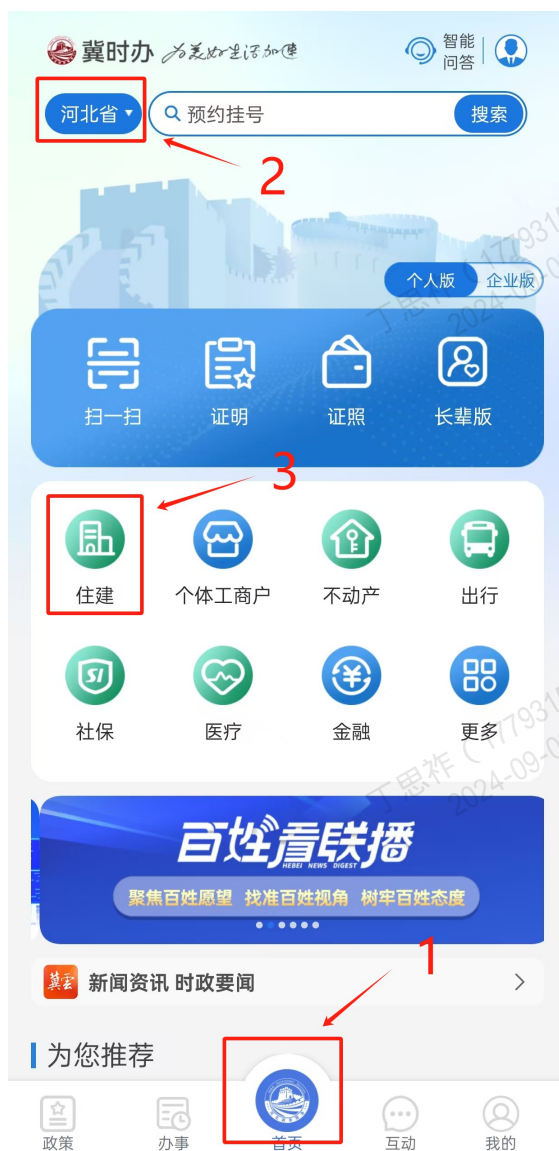 冀时办 为美好生活加速
智能
问答
河北省
预约挂号
搜索
2
个人版
企业版
扫一扫
证明
证照
长辈版
3
住建
个体工商户
不动产
出行
社保
医疗
金融
更多
百姓看联播
HEBEI NEWS DIGEST
聚焦百姓愿望 找准百姓视角 树牢百姓态度
1
冀云
新闻资讯 时政要闻
为您推荐
政策
办事
首页
互动
我的